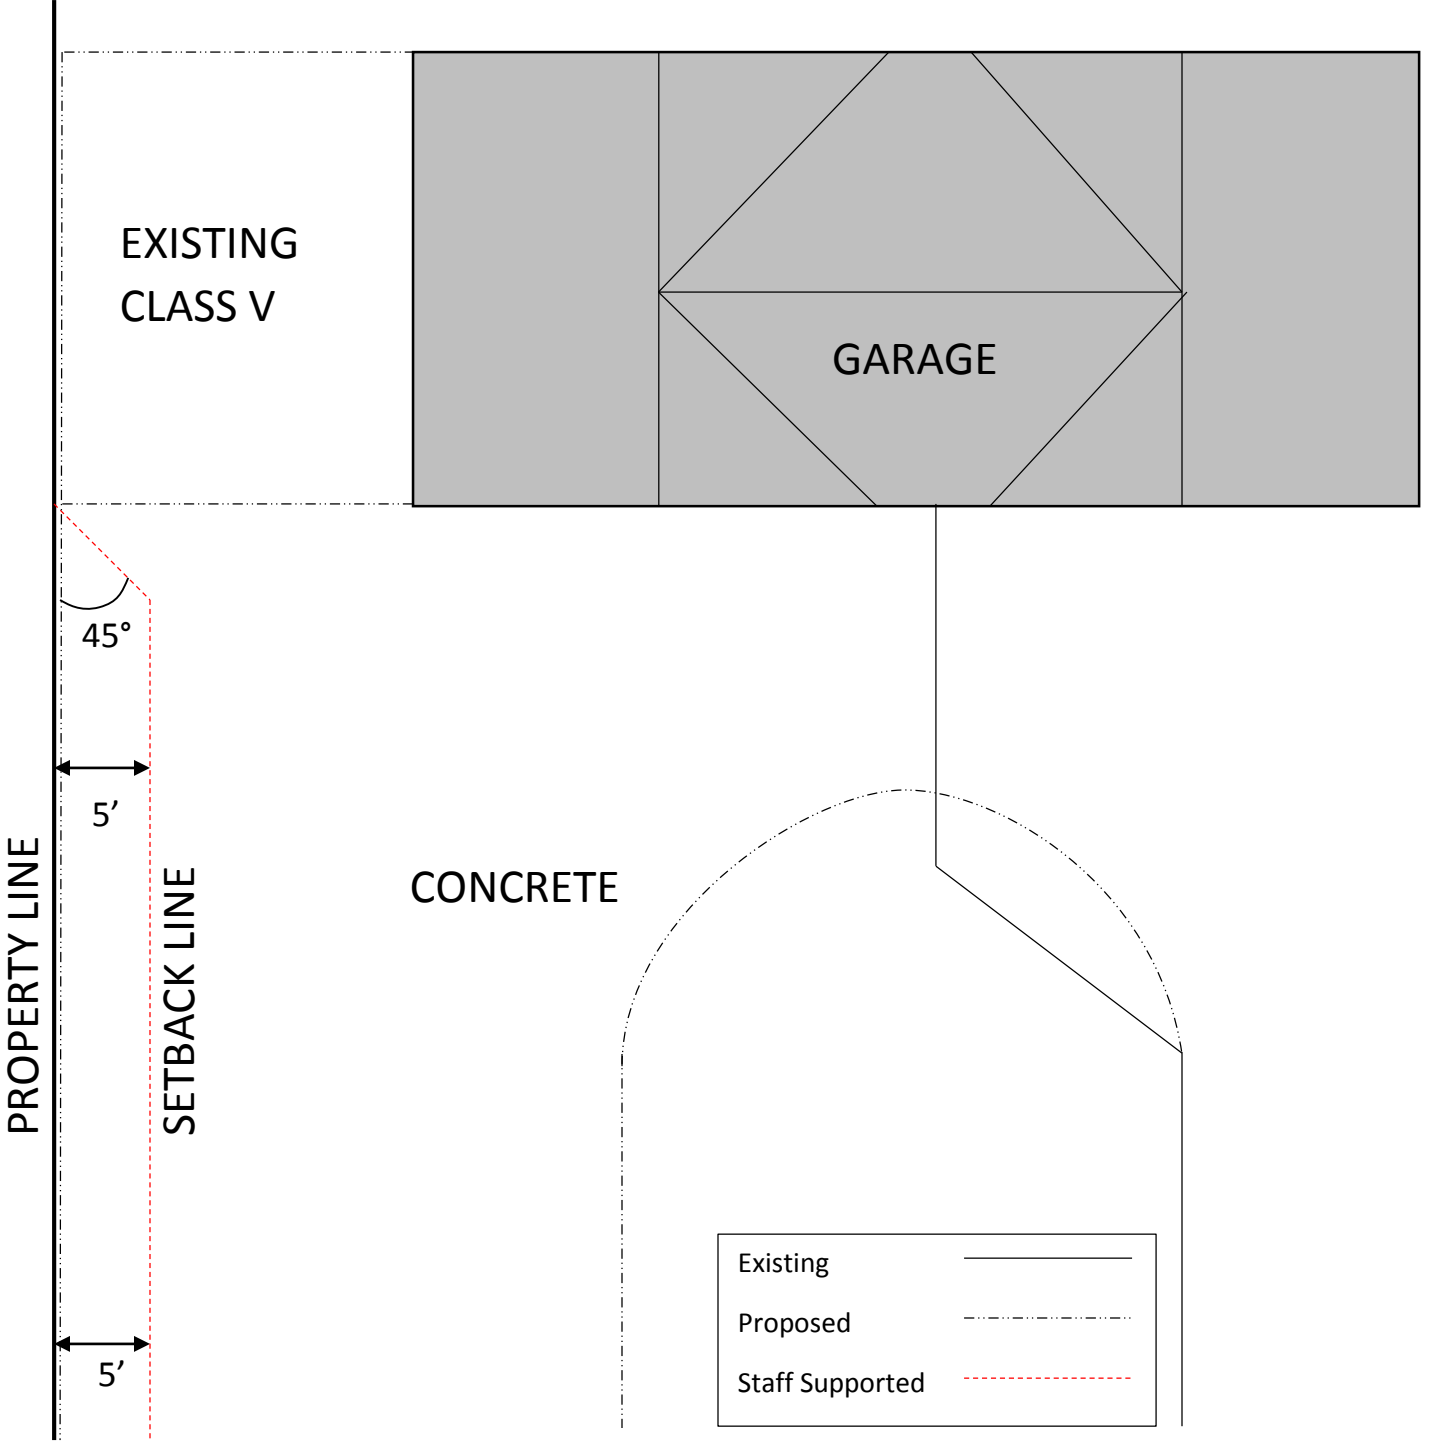 EXISTING
CLASS V
GARAGE
45°
5’
CONCRETE
PROPERTY LINE
SETBACK LINE
5’
Existing
Proposed
Staff Supported